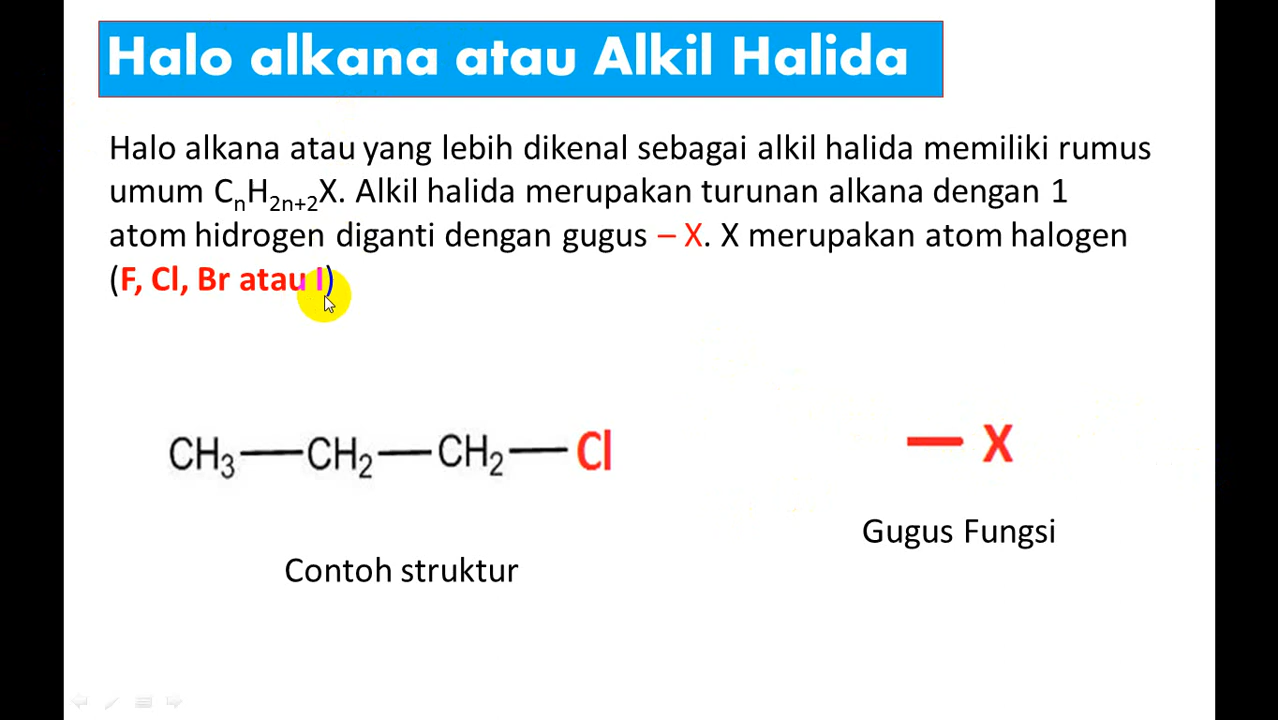 Halo alkana atau Alkil Halida
Halo alkana atau yang lebih dikenal sebagai alkil halida memiliki rumus
umum CₙH₂ₙ₊₂X. Alkil halida merupakan turunan alkana dengan 1
atom hidrogen diganti dengan gugus – X. X merupakan atom halogen
(F, Cl, Br atau I)
CH₃—CH₂—CH₂—Cl
— X
Gugus Fungsi
Contoh struktur